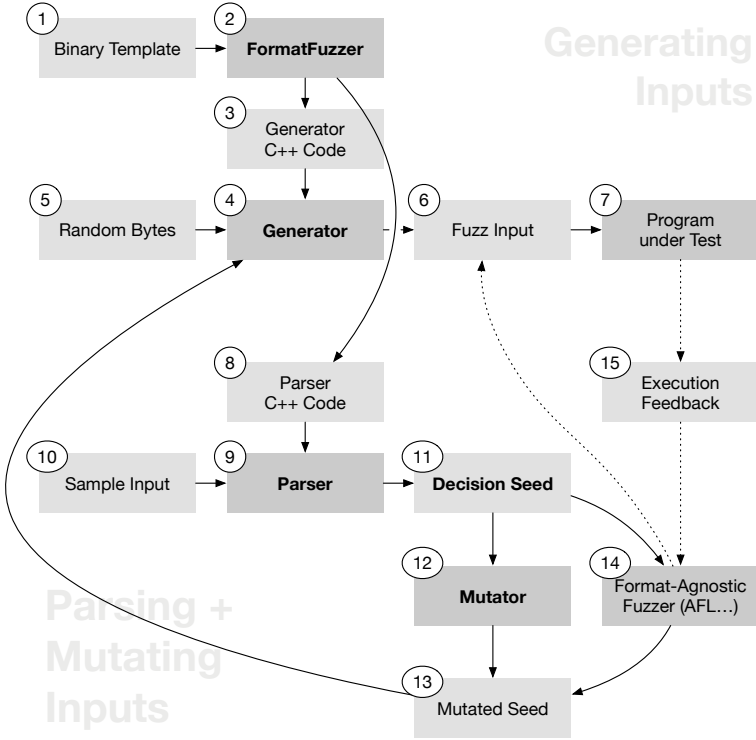 1
2
Binary Template
FormatFuzzer
Generating
Inputs
3
Generator
C++ Code
5
4
6
7
Random Bytes
Generator
Fuzz Input
Program
under Test
8
Parser
C++ Code
15
Execution
Feedback
10
9
11
Sample Input
Parser
Decision Seed
12
Mutator
14
Format-Agnostic
Fuzzer (AFL…)
Parsing +
Mutating
Inputs
13
Mutated Seed